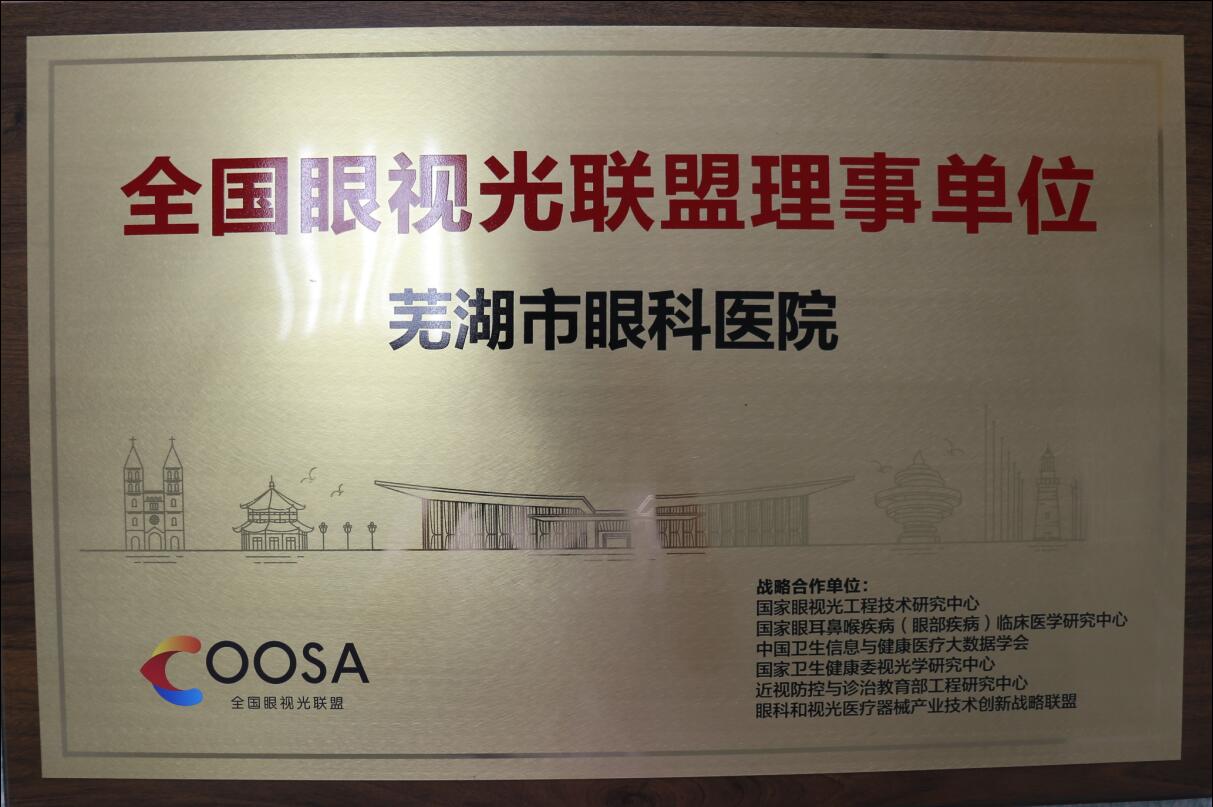 全国眼视光联盟理事单位
芜湖市眼科医院
战略合作单位：
国家眼视光工程技术研究中心
国家眼耳鼻喉疾病（眼部疾病）临床医学研究中心
中国卫生信息与健康医疗大数据学会
国家卫生健康委视光学研究中心
近视防控与诊治教育部工程研究中心
眼科和视光医疗器械产业技术创新战略联盟
COOSA
全国眼视光联盟